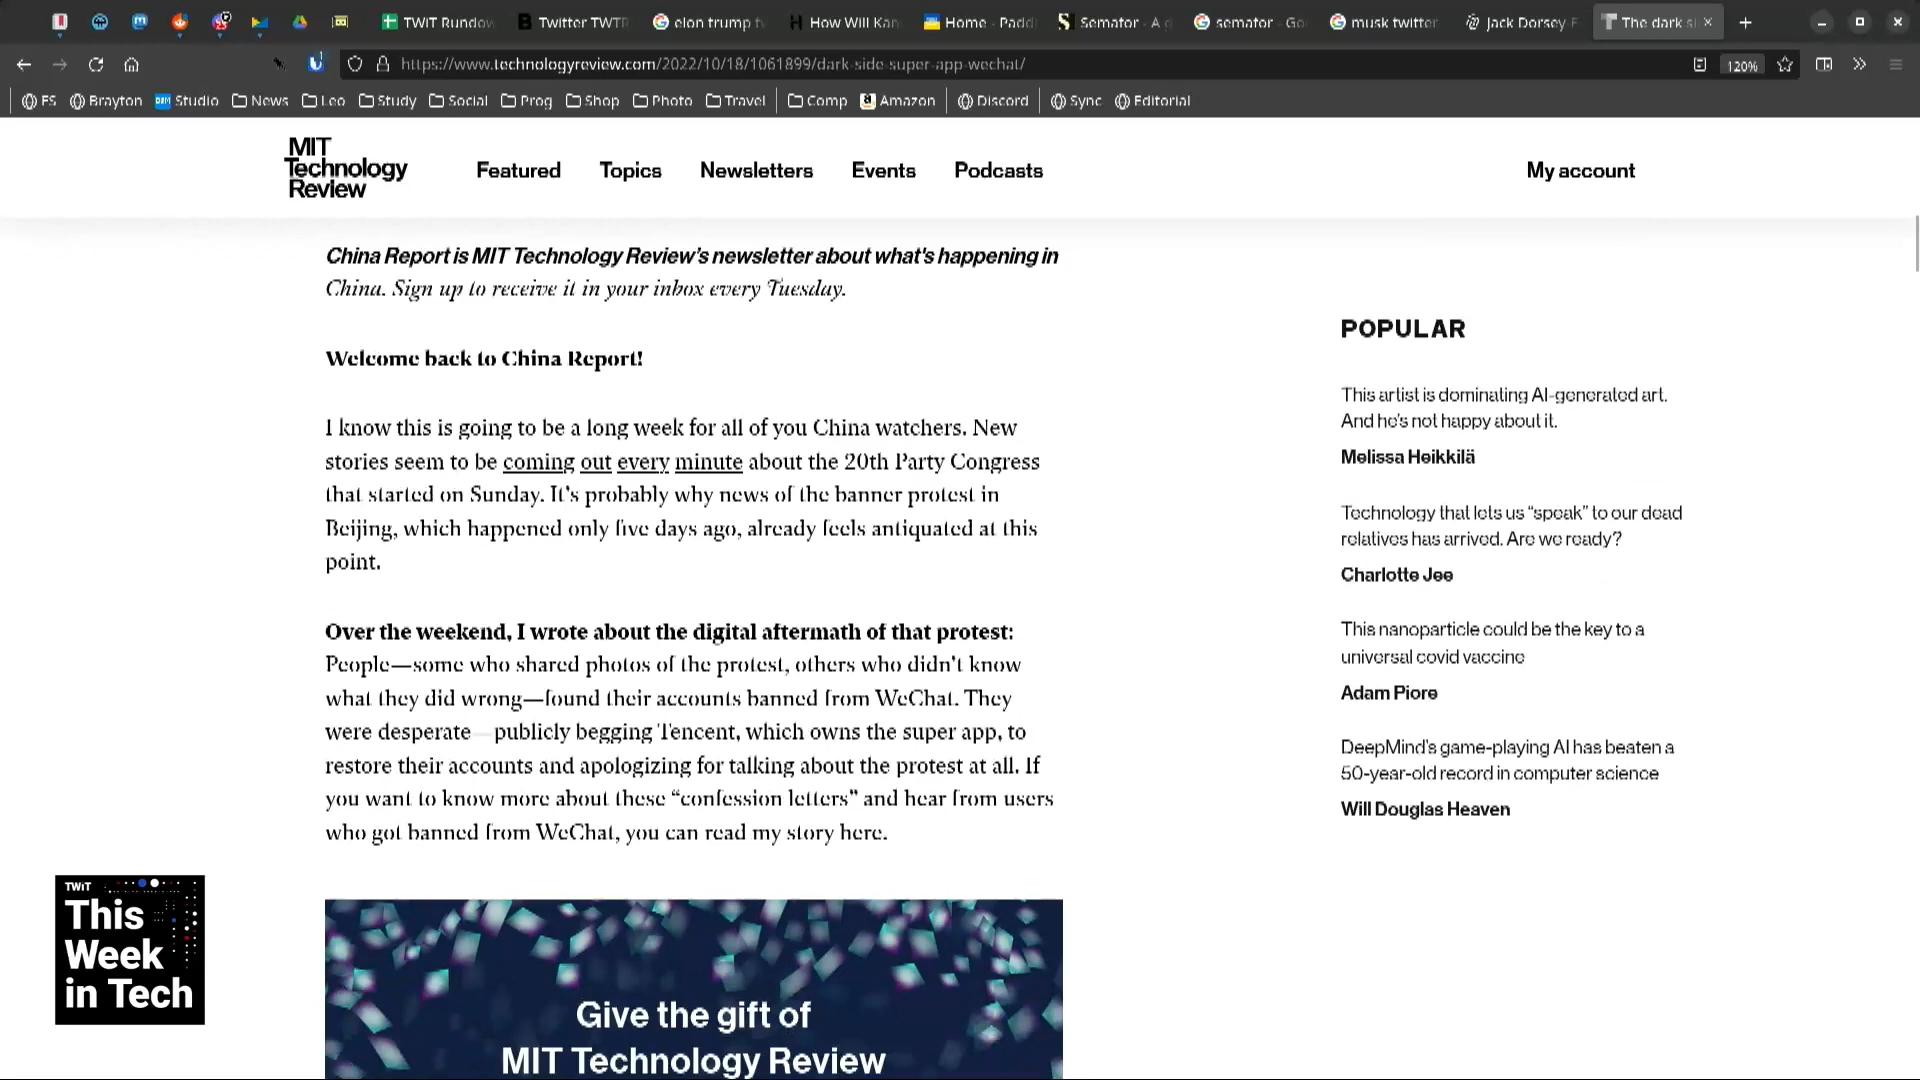 TWiT Rundow
Twitter TWTR
elon trump tw
How Will Kan
Home - Paddl
Semafor - A g
semafor - Go
musk twitter
Jack Dorsey F
The dark si
https://www.technologyreview.com/2022/10/18/1061899/dark-side-super-app-wechat/
120%
FS
Brayton
Studio
News
Leo
Study
Social
Prog
Shop
Photo
Travel
Comp
Amazon
Discord
Sync
Editorial
MIT
Technology
Review
Featured
Topics
Newsletters
Events
Podcasts
My account
China Report is MIT Technology Review's newsletter about what's happening in
China. Sign up to receive it in your inbox every Tuesday.
Welcome back to China Report!
I know this is going to be a long week for all of you China watchers. New
stories seem to be coming out every minute about the 20th Party Congress
that started on Sunday. It's probably why news of the banner protest in
Beijing, which happened only five days ago, already feels antiquated at this
point.
Over the weekend, I wrote about the digital aftermath of that protest:
People—some who shared photos of the protest, others who didn't know
what they did wrong—found their accounts banned from WeChat. They
were desperate—publicly begging Tencent, which owns the super app, to
restore their accounts and apologizing for talking about the protest at all. If
you want to know more about these “confession letters” and hear from users
who got banned from WeChat, you can read my story here.
Give the gift of
MIT Technology Review
POPULAR
This artist is dominating AI-generated art.
And he's not happy about it.
Melissa Heikkilä
Technology that lets us “speak” to our dead
relatives has arrived. Are we ready?
Charlotte Jee
This nanoparticle could be the key to a
universal covid vaccine
Adam Piore
DeepMind's game-playing AI has beaten a
50-year-old record in computer science
Will Douglas Heaven
TWiT
This
Week
in Tech